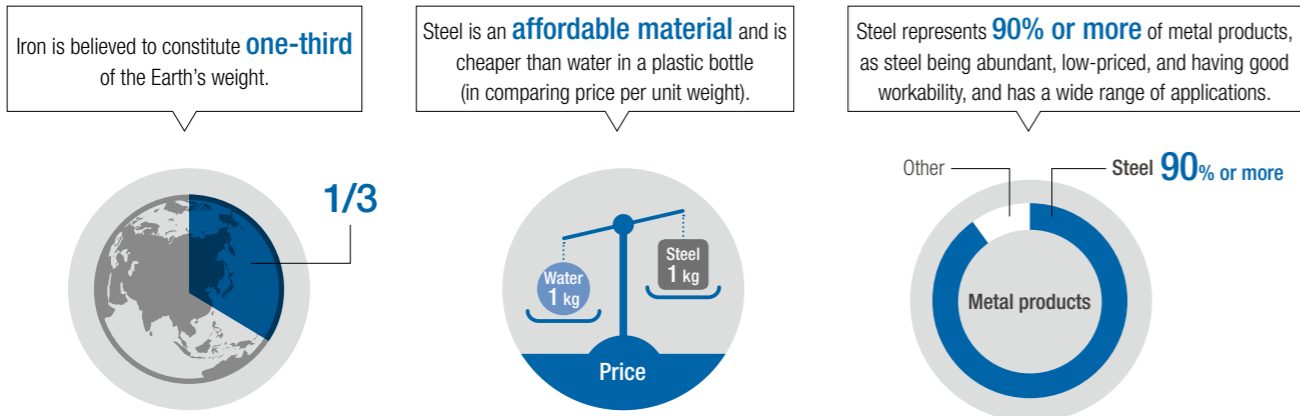 Iron is believed to constitute one-third
of the Earth's weight.
1/3
Steel is an affordable material and is
cheaper than water in a plastic bottle
(in comparing price per unit weight).
Water
1 kg
Steel
1 kg
Price
Steel represents 90% or more of metal products,
as steel being abundant, low-priced, and having good
workability, and has a wide range of applications.
Other
Steel 90% or more
Metal products